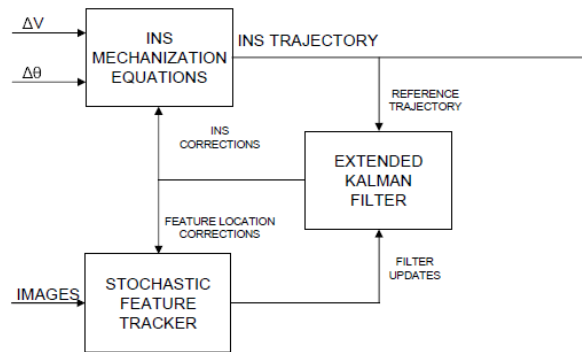 ΔV
Δθ
INS
MECHANIZATION
EQUATIONS
INS TRAJECTORY
REFERENCE
TRAJECTORY
INS
CORRECTIONS
EXTENDED
KALMAN
FILTER
FEATURE LOCATION
CORRECTIONS
FILTER
UPDATES
IMAGES
STOCHASTIC
FEATURE
TRACKER